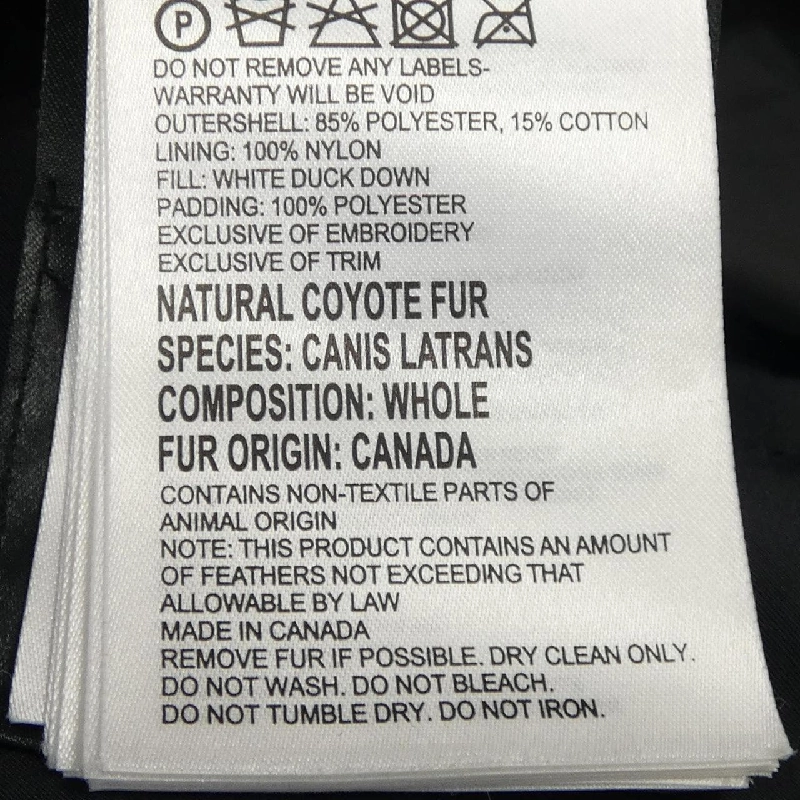 P
DO NOT REMOVE ANY LABELS-
WARRANTY WILL BE VOID
OUTERSHELL: 85% POLYESTER, 15% COTTON
LINING: 100% NYLON
FILL: WHITE DUCK DOWN
PADDING: 100% POLYESTER
EXCLUSIVE OF EMBROIDERY
EXCLUSIVE OF TRIM
NATURAL COYOTE FUR
SPECIES: CANIS LATRANS
COMPOSITION: WHOLE
FUR ORIGIN: CANADA
CONTAINS NON-TEXTILE PARTS OF
ANIMAL ORIGIN
NOTE: THIS PRODUCT CONTAINS AN AMOUNT
OF FEATHERS NOT EXCEEDING THAT
ALLOWABLE BY LAW
MADE IN CANADA
REMOVE FUR IF POSSIBLE. DRY CLEAN ONLY.
DO NOT WASH. DO NOT BLEACH.
DO NOT TUMBLE DRY. DO NOT IRON.